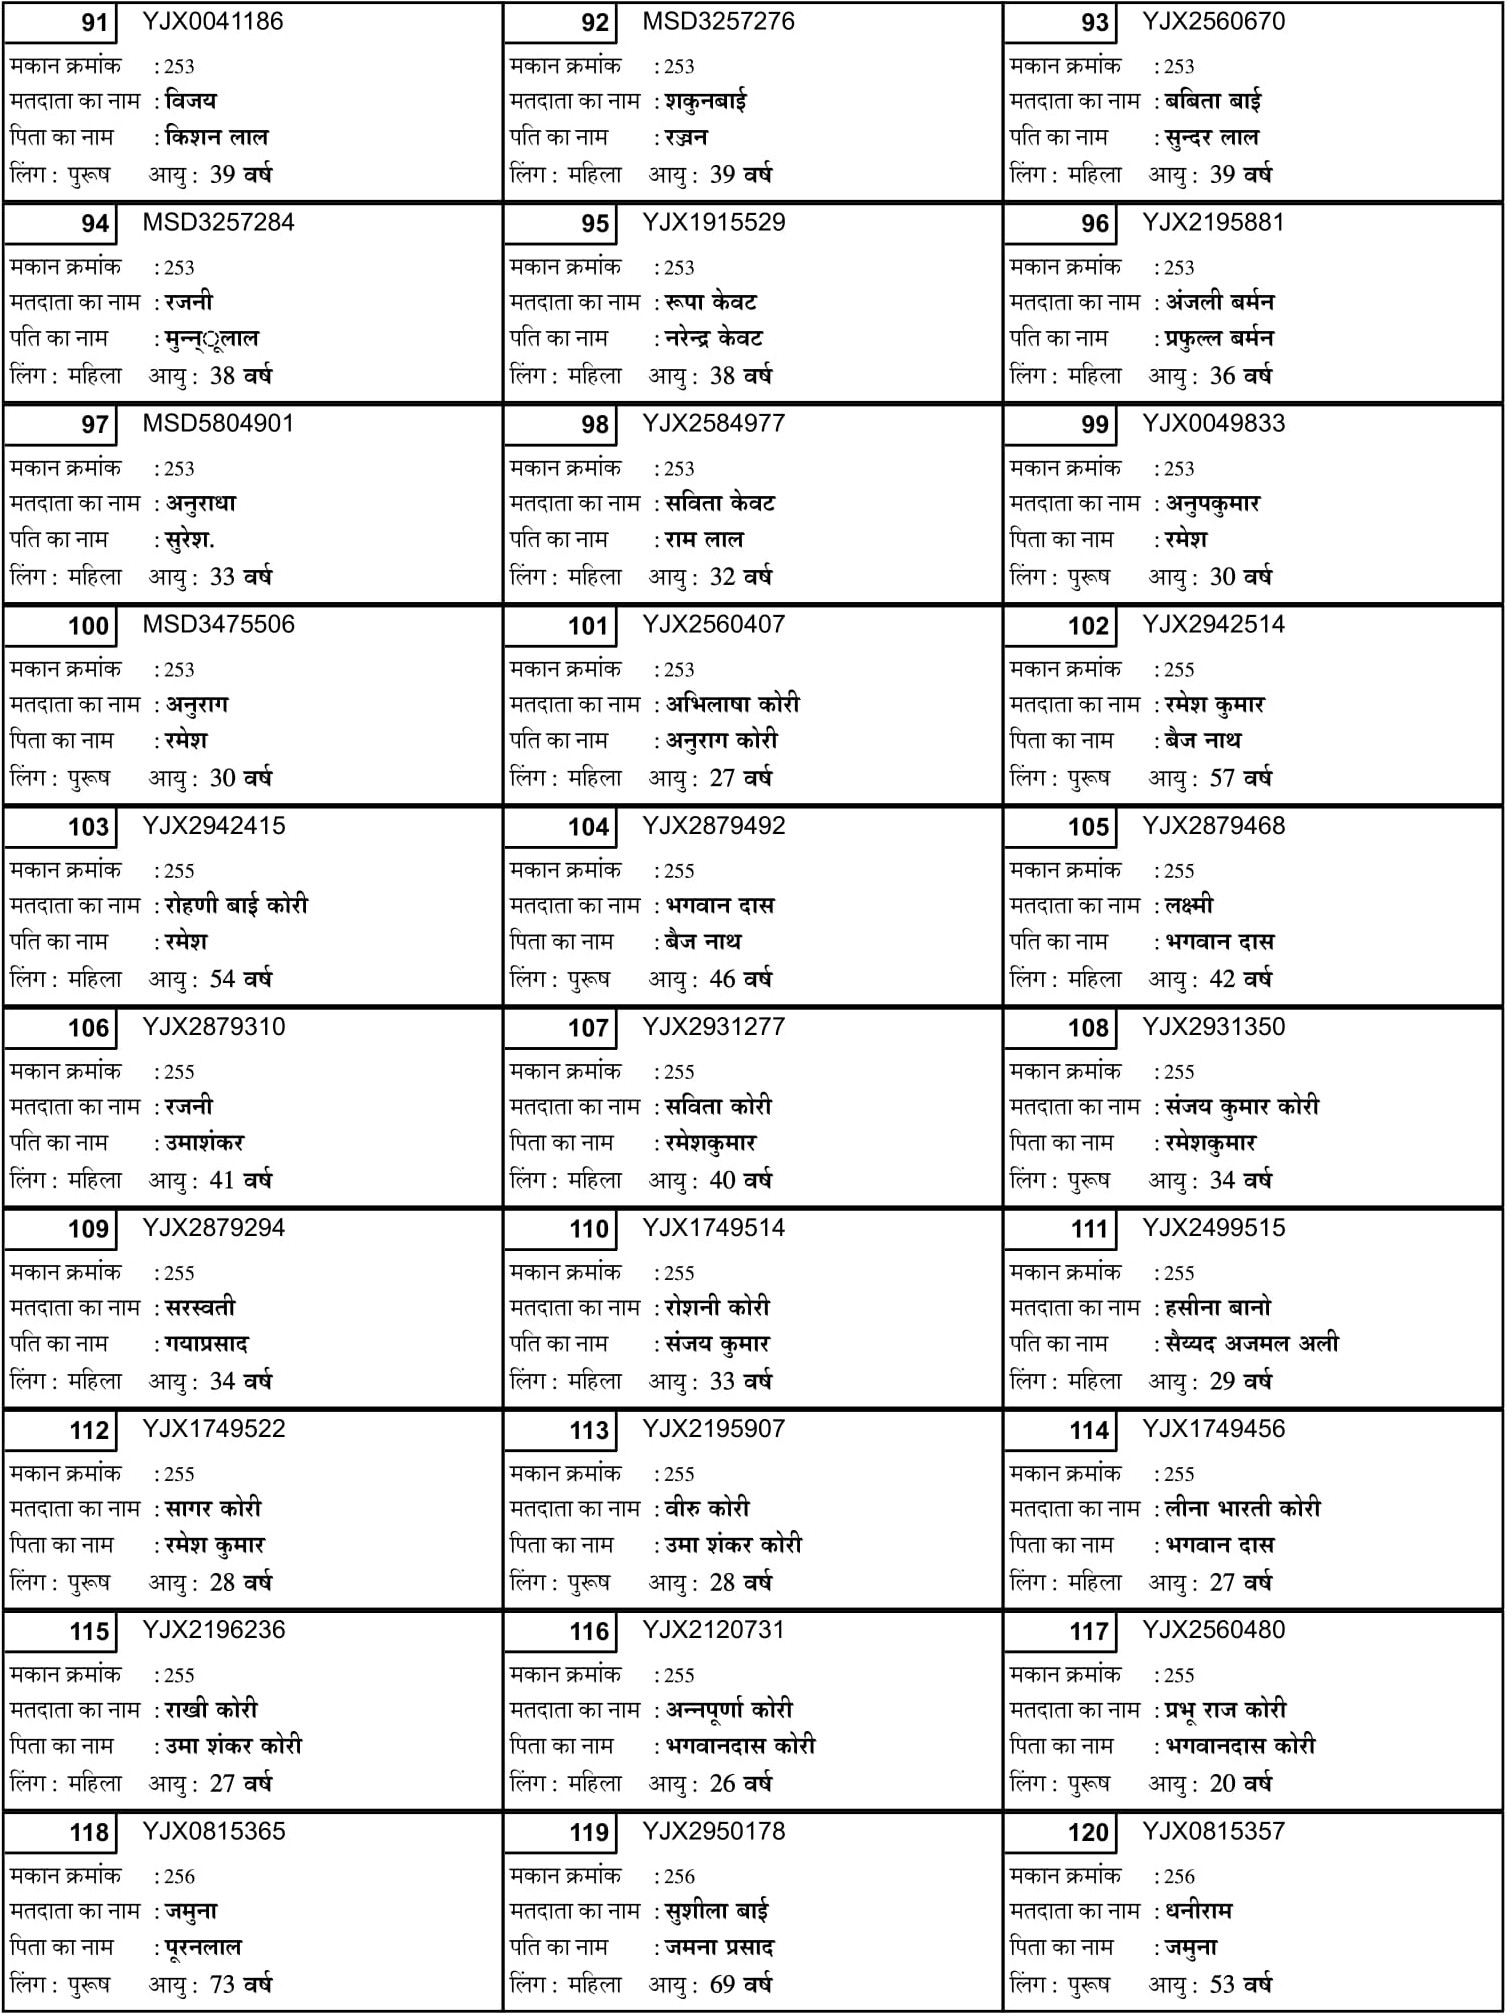 91 YJX0041186
मकान क्रमांक : 253
मतदाता का नाम : विजय
पिता का नाम : किशन लाल
लिंग : पुरूष आयु : 39 वर्ष
92 MSD3257276
मकान क्रमांक : 253
मतदाता का नाम : शकुनबाई
पति का नाम : रज्जन
लिंग : महिला आयु : 39 वर्ष
93 YJX2560670
मकान क्रमांक : 253
मतदाता का नाम : बबिता बाई
पति का नाम : सुन्दर लाल
लिंग : महिला आयु : 39 वर्ष
94 MSD3257284
मकान क्रमांक : 253
मतदाता का नाम : रजनी
पति का नाम : मुन्न्ूलाल
लिंग : महिला आयु : 38 वर्ष
95 YJX1915529
मकान क्रमांक : 253
मतदाता का नाम : रूपा केवट
पति का नाम : नरेन्द्र केवट
लिंग : महिला आयु : 38 वर्ष
96 YJX2195881
मकान क्रमांक : 253
मतदाता का नाम : अंजली बर्मन
पति का नाम : प्रफुल्ल बर्मन
लिंग : महिला आयु : 36 वर्ष
97 MSD5804901
मकान क्रमांक : 253
मतदाता का नाम : अनुराधा
पति का नाम : सुरेश.
लिंग : महिला आयु : 33 वर्ष
98 YJX2584977
मकान क्रमांक : 253
मतदाता का नाम : सविता केवट
पति का नाम : राम लाल
लिंग : महिला आयु : 32 वर्ष
99 YJX0049833
मकान क्रमांक : 253
मतदाता का नाम : अनुपकुमार
पिता का नाम : रमेश
लिंग : पुरूष आयु : 30 वर्ष
100 MSD3475506
मकान क्रमांक : 253
मतदाता का नाम : अनुराग
पिता का नाम : रमेश
लिंग : पुरूष आयु : 30 वर्ष
101 YJX2560407
मकान क्रमांक : 253
मतदाता का नाम : अभिलाषा कोरी
पति का नाम : अनुराग कोरी
लिंग : महिला आयु : 27 वर्ष
102 YJX2942514
मकान क्रमांक : 255
मतदाता का नाम : रमेश कुमार
पिता का नाम : बैज नाथ
लिंग : पुरूष आयु : 57 वर्ष
103 YJX2942415
मकान क्रमांक : 255
मतदाता का नाम : रोहणी बाई कोरी
पति का नाम : रमेश
लिंग : महिला आयु : 54 वर्ष
104 YJX2879492
मकान क्रमांक : 255
मतदाता का नाम : भगवान दास
पिता का नाम : बैज नाथ
लिंग : पुरूष आयु : 46 वर्ष
105 YJX2879468
मकान क्रमांक : 255
मतदाता का नाम : लक्ष्मी
पति का नाम : भगवान दास
लिंग : महिला आयु : 42 वर्ष
106 YJX2879310
मकान क्रमांक : 255
मतदाता का नाम : रजनी
पति का नाम : उमाशंकर
लिंग : महिला आयु : 41 वर्ष
107 YJX2931277
मकान क्रमांक : 255
मतदाता का नाम : सविता कोरी
पिता का नाम : रमेशकुमार
लिंग : महिला आयु : 40 वर्ष
108 YJX2931350
मकान क्रमांक : 255
मतदाता का नाम : संजय कुमार कोरी
पिता का नाम : रमेशकुमार
लिंग : पुरूष आयु : 34 वर्ष
109 YJX2879294
मकान क्रमांक : 255
मतदाता का नाम : सरस्वती
पति का नाम : गयाप्रसाद
लिंग : महिला आयु : 34 वर्ष
110 YJX1749514
मकान क्रमांक : 255
मतदाता का नाम : रोशनी कोरी
पति का नाम : संजय कुमार
लिंग : महिला आयु : 33 वर्ष
111 YJX2499515
मकान क्रमांक : 255
मतदाता का नाम : हसीना बानो
पति का नाम : सैय्यद अजमल अली
लिंग : महिला आयु : 29 वर्ष
112 YJX1749522
मकान क्रमांक : 255
मतदाता का नाम : सागर कोरी
पिता का नाम : रमेश कुमार
लिंग : पुरूष आयु : 28 वर्ष
113 YJX2195907
मकान क्रमांक : 255
मतदाता का नाम : वीरु कोरी
पिता का नाम : उमा शंकर कोरी
लिंग : पुरूष आयु : 28 वर्ष
114 YJX1749456
मकान क्रमांक : 255
मतदाता का नाम : लीना भारती कोरी
पिता का नाम : भगवान दास
लिंग : महिला आयु : 27 वर्ष
115 YJX2196236
मकान क्रमांक : 255
मतदाता का नाम : राखी कोरी
पिता का नाम : उमा शंकर कोरी
लिंग : महिला आयु : 27 वर्ष
116 YJX2120731
मकान क्रमांक : 255
मतदाता का नाम : अन्नपूर्णा कोरी
पिता का नाम : भगवानदास कोरी
लिंग : महिला आयु : 26 वर्ष
117 YJX2560480
मकान क्रमांक : 255
मतदाता का नाम : प्रभू राज कोरी
पिता का नाम : भगवानदास कोरी
लिंग : पुरूष आयु : 20 वर्ष
118 YJX0815365
मकान क्रमांक : 256
मतदाता का नाम : जमुना
पिता का नाम : पूरनलाल
लिंग : पुरूष आयु : 73 वर्ष
119 YJX2950178
मकान क्रमांक : 256
मतदाता का नाम : सुशीला बाई
पति का नाम : जमना प्रसाद
लिंग : महिला आयु : 69 वर्ष
120 YJX0815357
मकान क्रमांक : 256
मतदाता का नाम : धनीराम
पिता का नाम : जमुना
लिंग : पुरूष आयु : 53 वर्ष